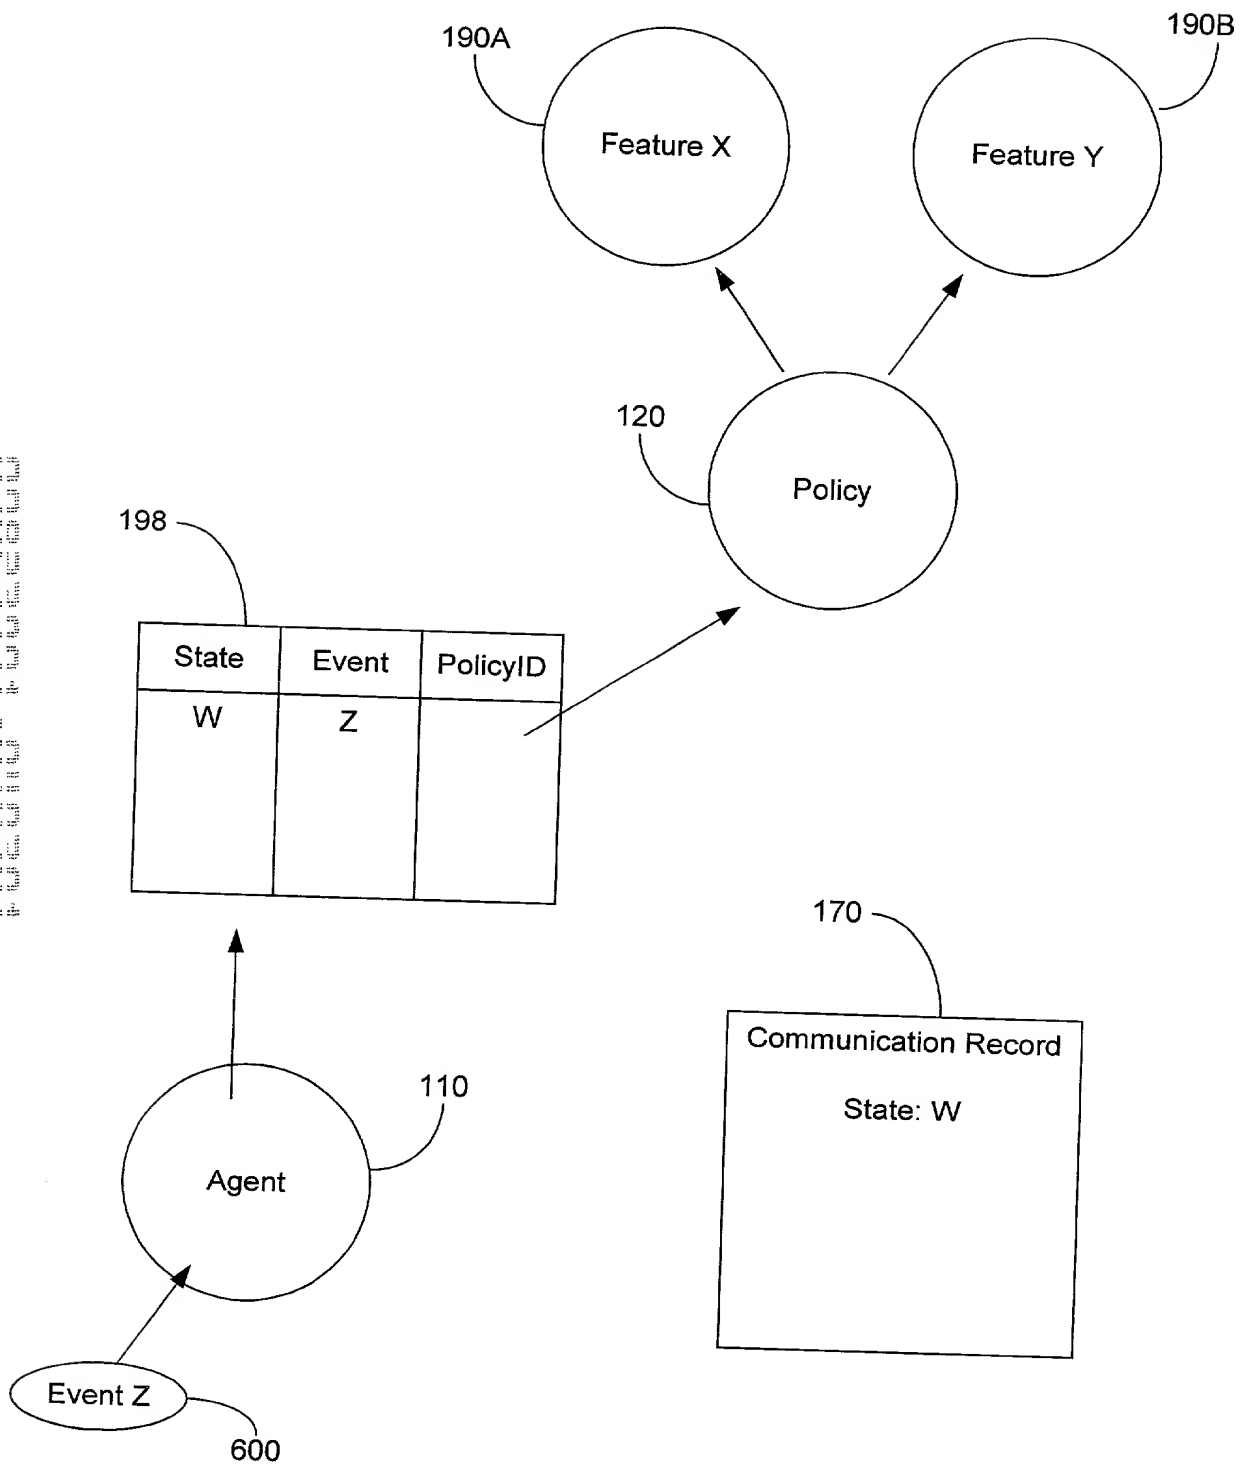 190A
190B
Feature X
Feature Y
120
Policy
198
State
Event
PolicyID
W
Z
170
Communication Record
State: W
110
Agent
Event Z
600